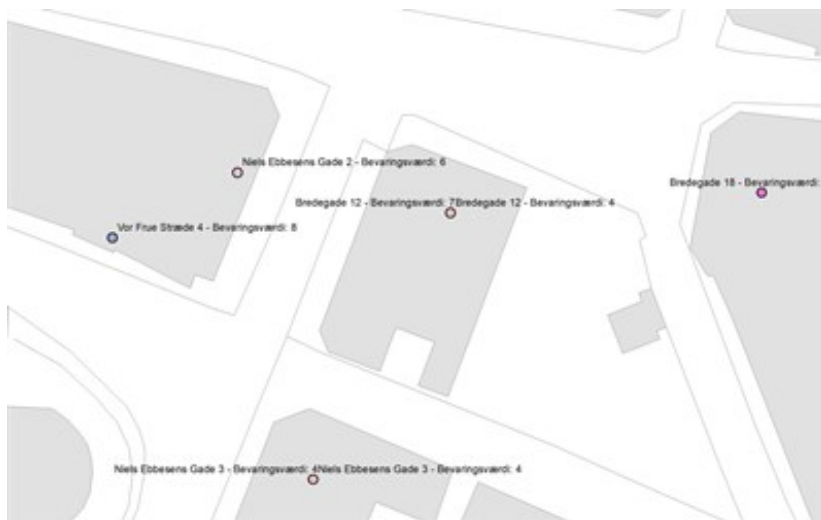 Niels Ebbesens Gade 2 - Bevaringsværdi: 6
Bredegade 18 - Bevaringsværdi:
Bredegade 12 - Bevaringsværdi: 7Bredegade 12 - Bevaringsværdi: 4
Vor Frue Stræde 4 - Bevaringsværdi: 8
Niels Ebbesens Gade 3 - Bevaringsværdi: 4Niels Ebbesens Gade 3 - Bevaringsværdi: 4